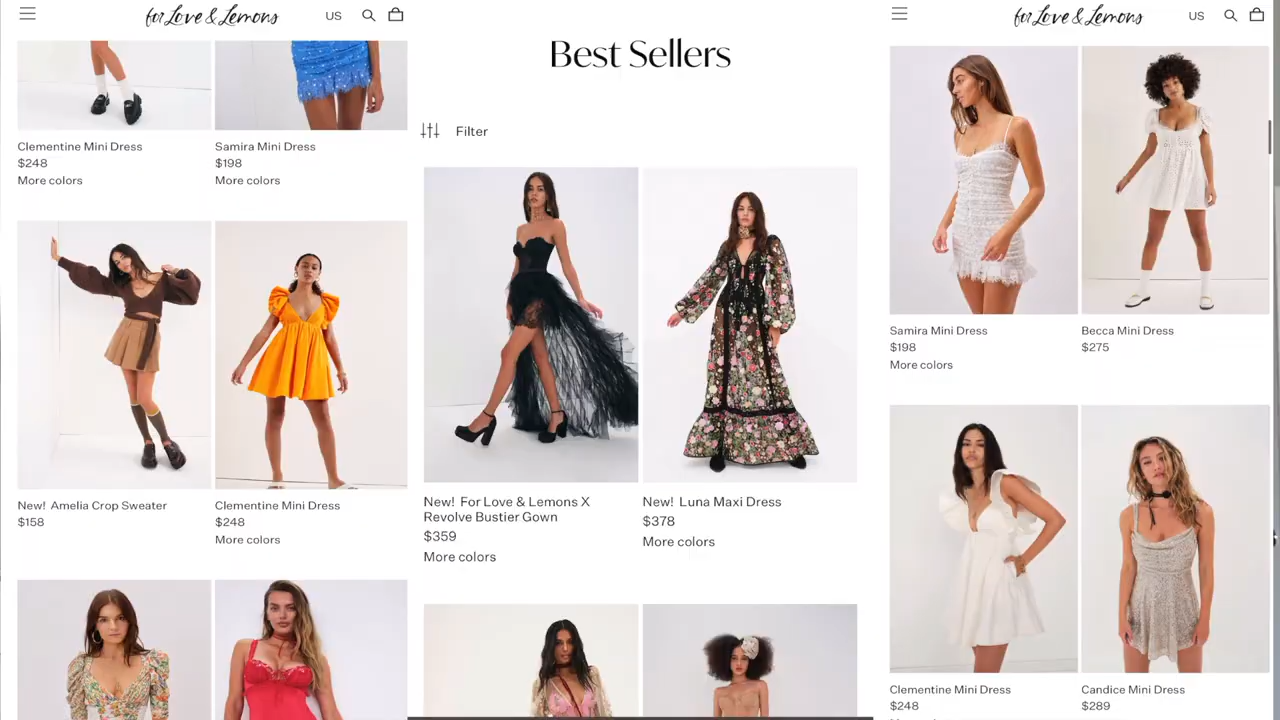 for Love & Lemons
US
Clementine Mini Dress
$248
More colors
Samira Mini Dress
$198
More colors
New! Amelia Crop Sweater
$158
Clementine Mini Dress
$248
More colors
Best Sellers
Filter
New! For Love & Lemons X
Revolve Bustier Gown
$359
More colors
New! Luna Maxi Dress
$378
More colors
for Love & Lemons
US
Samira Mini Dress
$198
More colors
Becca Mini Dress
$275
Clementine Mini Dress
$248
Candice Mini Dress
$289